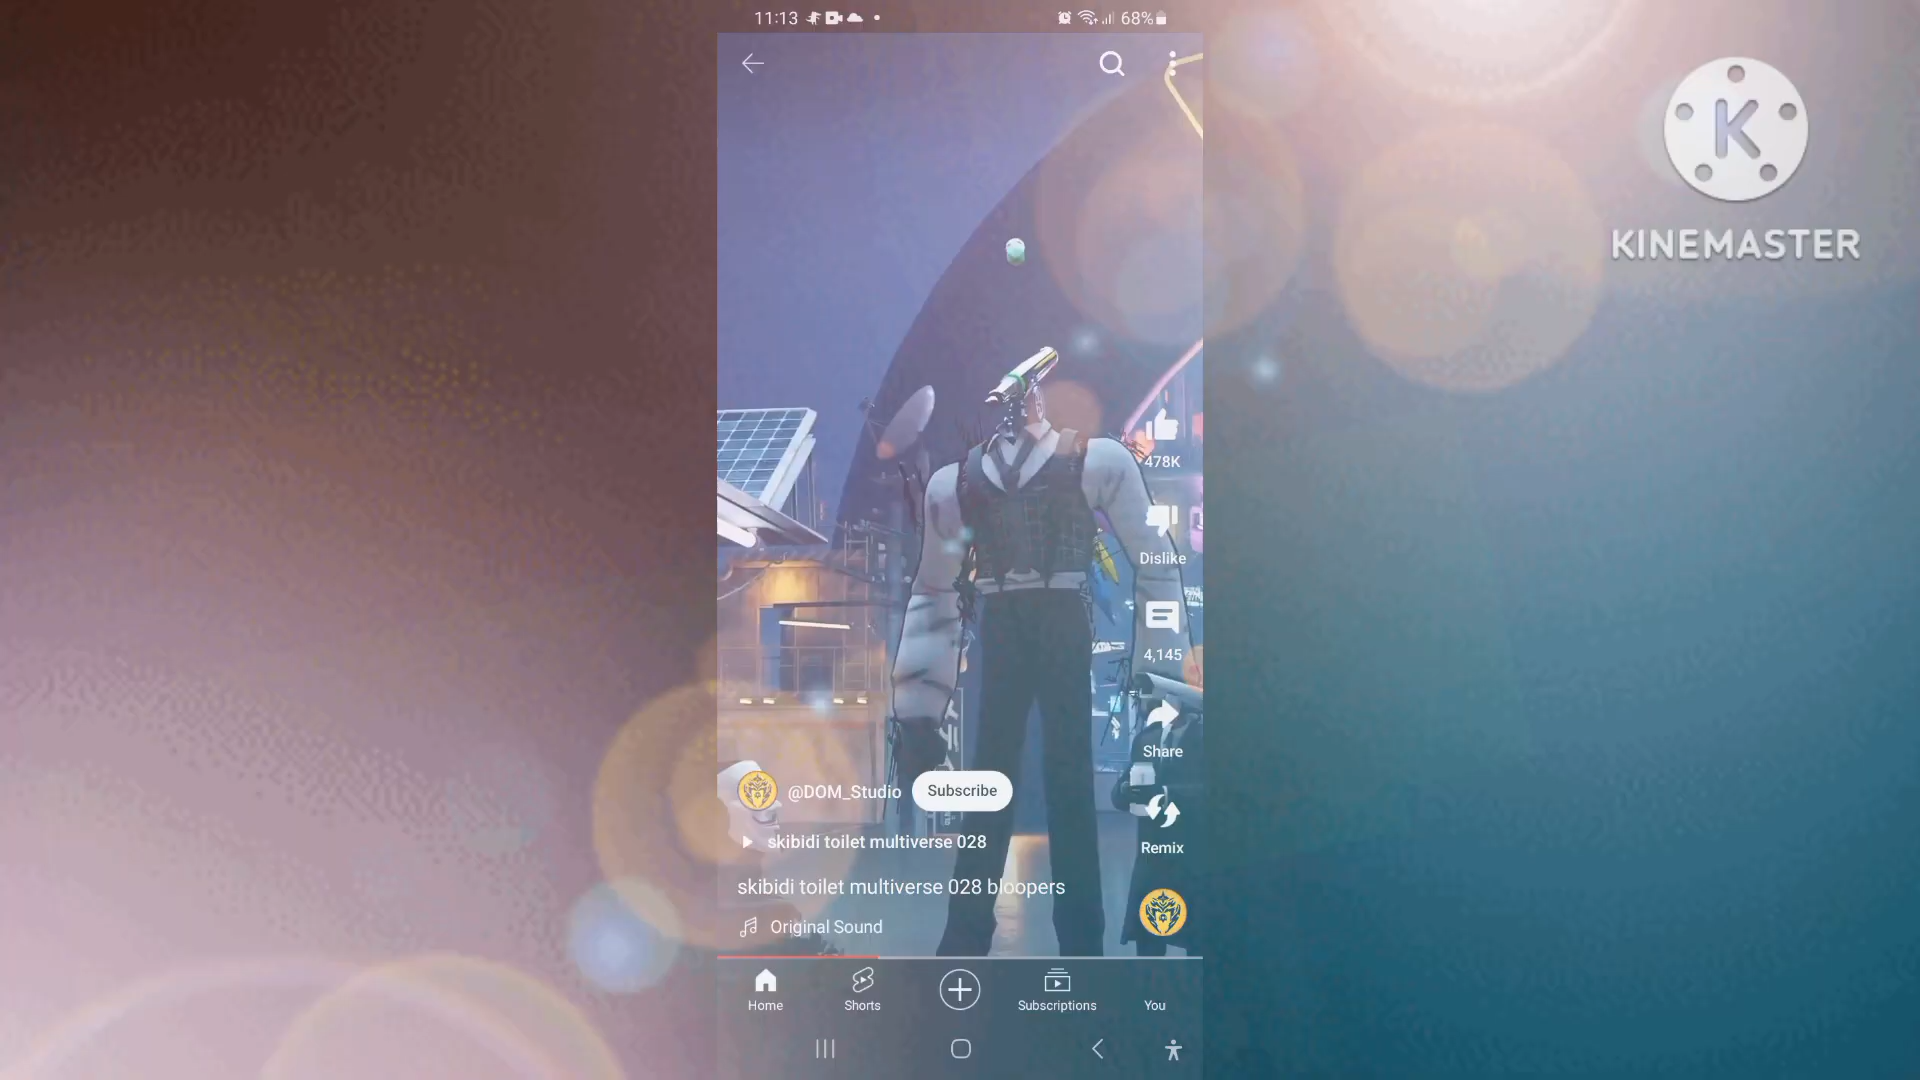 11:13
68%
K
KINEMASTER
478K
Dislike
4,145
Share
@DOM_Studio
Subscribe
skibidi toilet multiverse 028
Remix
skibidi toilet multiverse 028 bloopers
Original Sound
Home
Shorts
Subscriptions
You